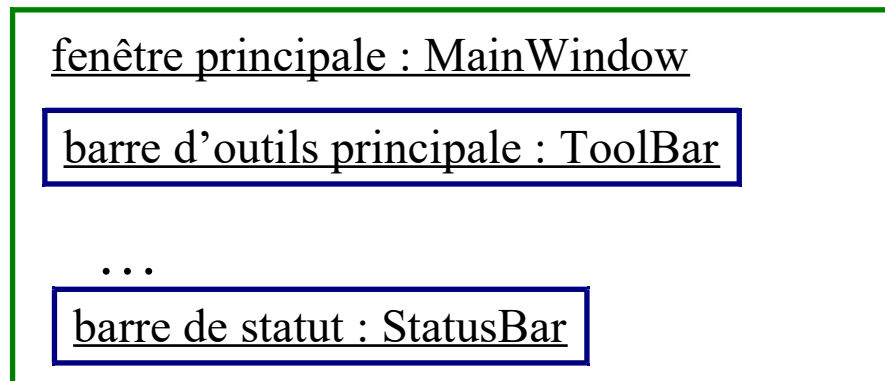 fenêtre principale : MainWindow
barre d’outils principale : ToolBar
…
barre de statut : StatusBar